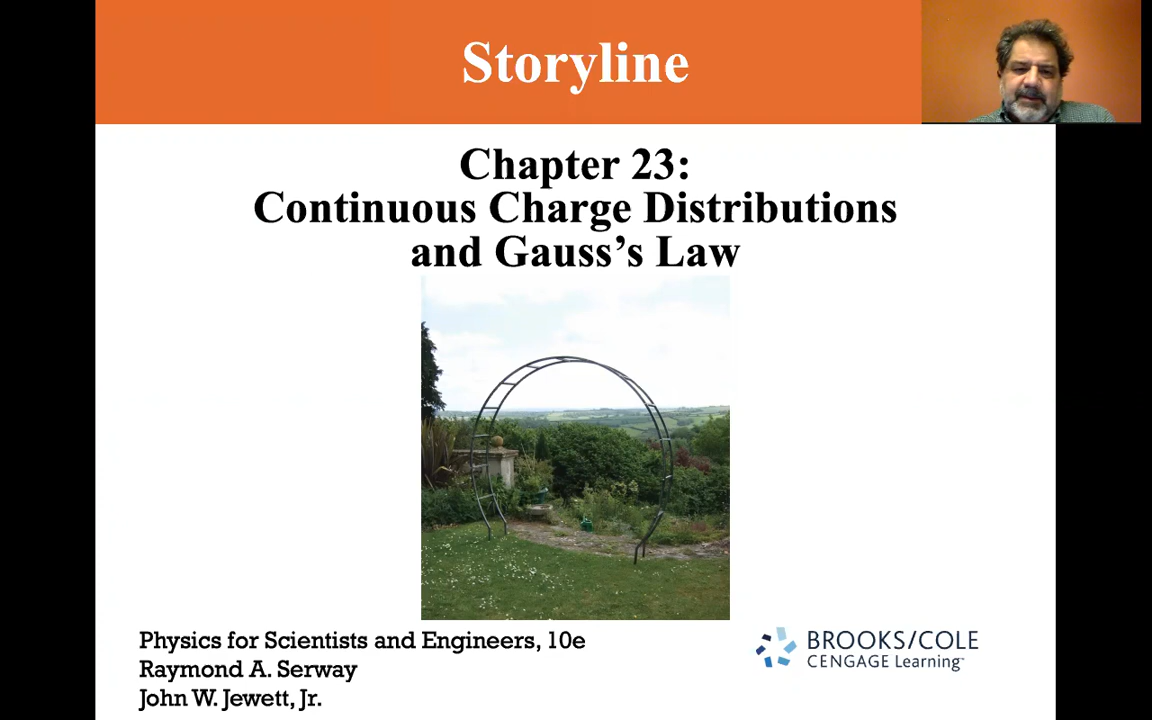 Storyline
Chapter 23:
Continuous Charge Distributions
and Gauss’s Law
Physics for Scientists and Engineers, 10e
Raymond A. Serway
John W. Jewett, Jr.
BROOKS/COLE
CENGAGE Learning™